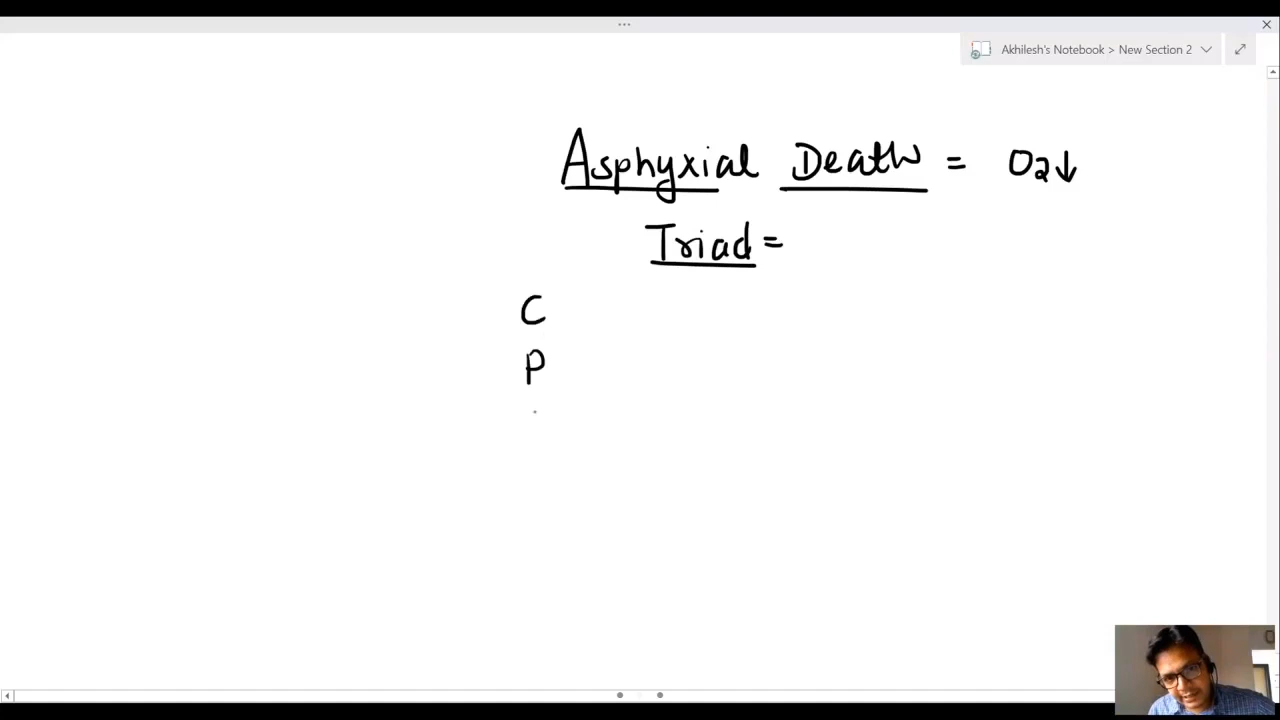 Akhilesh's Notebook > New Section 2
Asphyxial Death = O2↓
Triad =
C
P